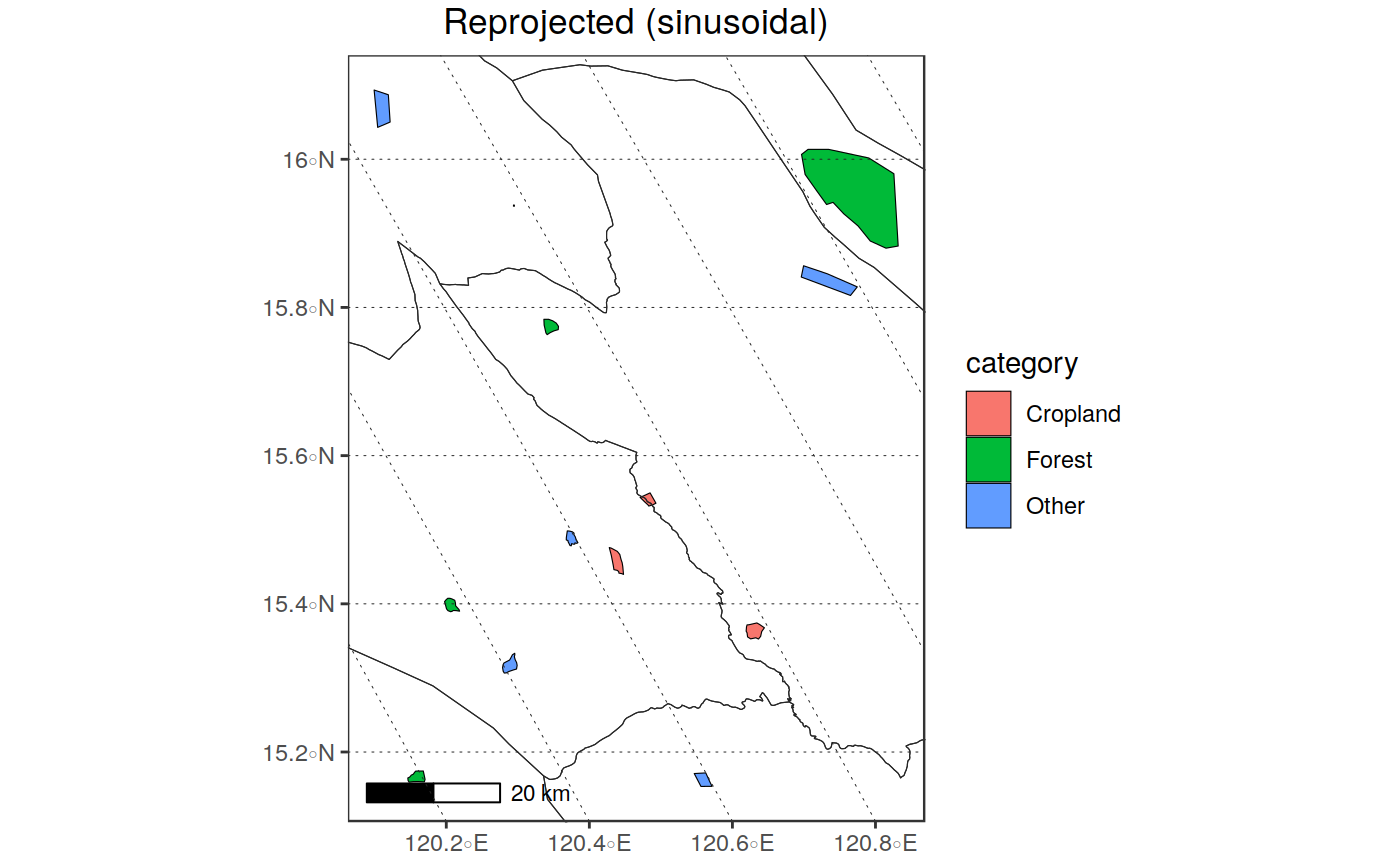 Reprojected (sinusoidal)
16°N
15.8°N
15.6°N
15.4°N
15.2°N
20 km
120.2°E 120.4°E 120.6°E 120.8°E
category
Cropland
Forest
Other